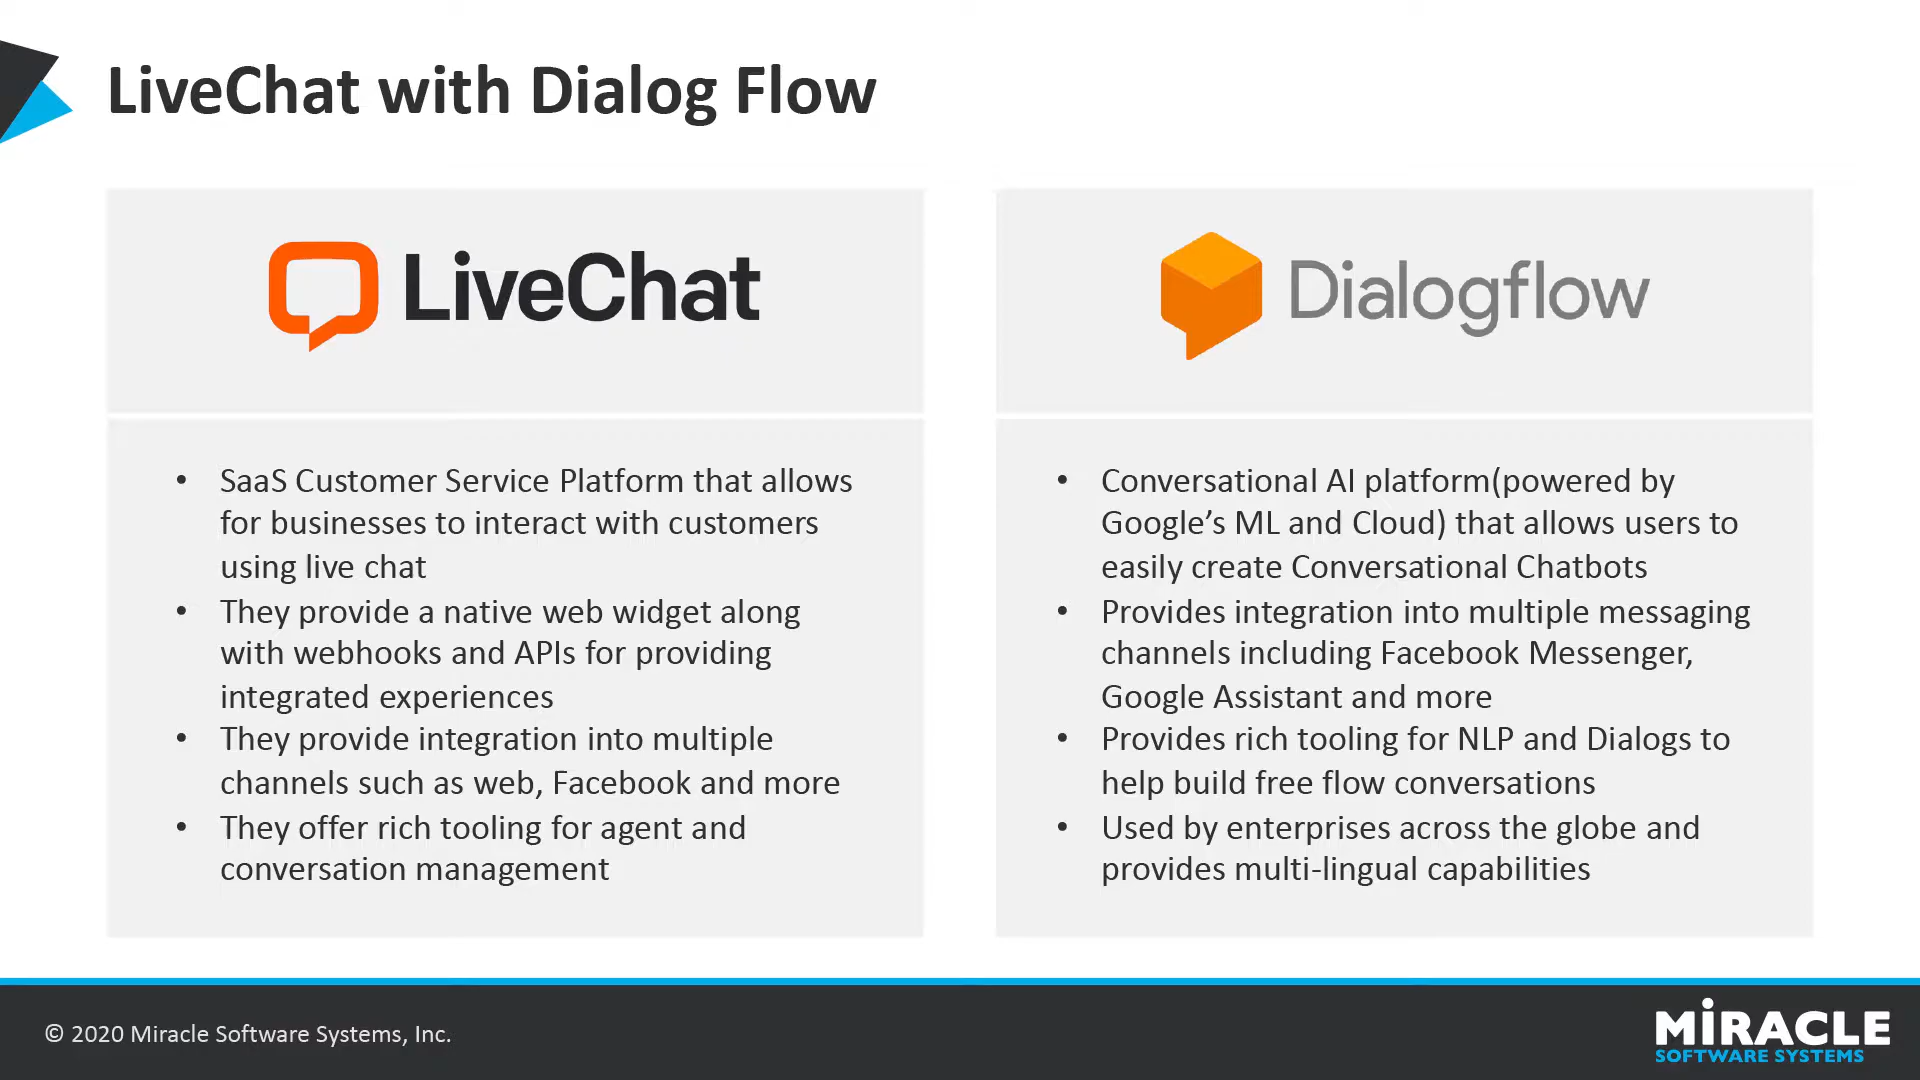 LiveChat with Dialog Flow
LiveChat
• SaaS Customer Service Platform that allows
for businesses to interact with customers
using live chat
• They provide a native web widget along
with webhooks and APIs for providing
integrated experiences
• They provide integration into multiple
channels such as web, Facebook and more
• They offer rich tooling for agent and
conversation management
Dialogflow
• Conversational AI platform(powered by
Google’s ML and Cloud) that allows users to
easily create Conversational Chatbots
• Provides integration into multiple messaging
channels including Facebook Messenger,
Google Assistant and more
• Provides rich tooling for NLP and Dialogs to
help build free flow conversations
• Used by enterprises across the globe and
provides multi-lingual capabilities
© 2020 Miracle Software Systems, Inc.
MiRACLE
SOFTWARE SYSTEMS